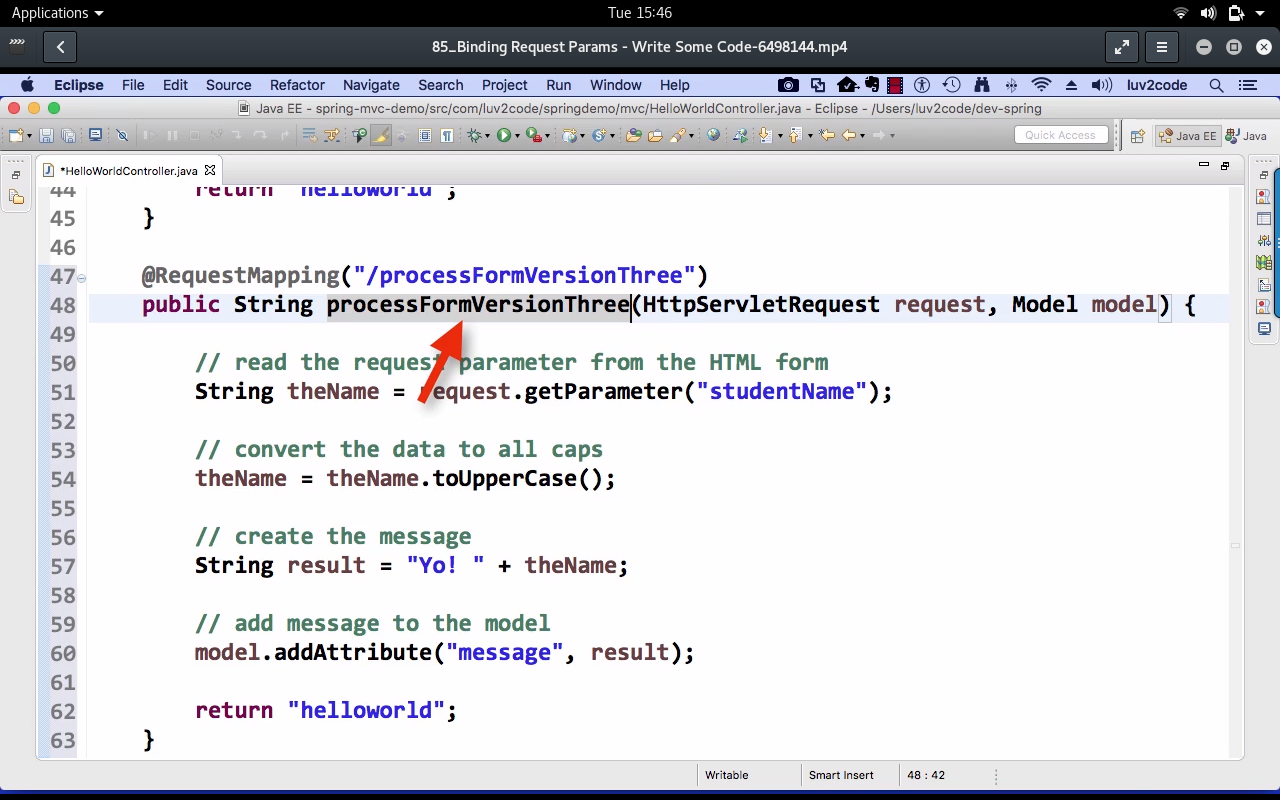 Applications
Tue 15:46
85_Binding Request Params - Write Some Code-6498144.mp4
Eclipse File Edit Source Refactor Navigate Search Project Run Window Help luv2code
Java EE - spring-mvc-demo/src/com/luv2code/springdemo/mvc/HelloWorldController.java - Eclipse - /Users/luv2code/dev-spring
Quick Access Java EE Java
*HelloWorldController.java
44 return "helloworld";
45 }
46
47 @RequestMapping("/processFormVersionThree")
48 public String processFormVersionThree(HttpServletRequest request, Model model) {
49
50 // read the request parameter from the HTML form
51 String theName = request.getParameter("studentName");
52
53 // convert the data to all caps
54 theName = theName.toUpperCase();
55
56 // create the message
57 String result = "Yo! " + theName;
58
59 // add message to the model
60 model.addAttribute("message", result);
61
62 return "helloworld";
63 }
Writable Smart Insert 48 : 42